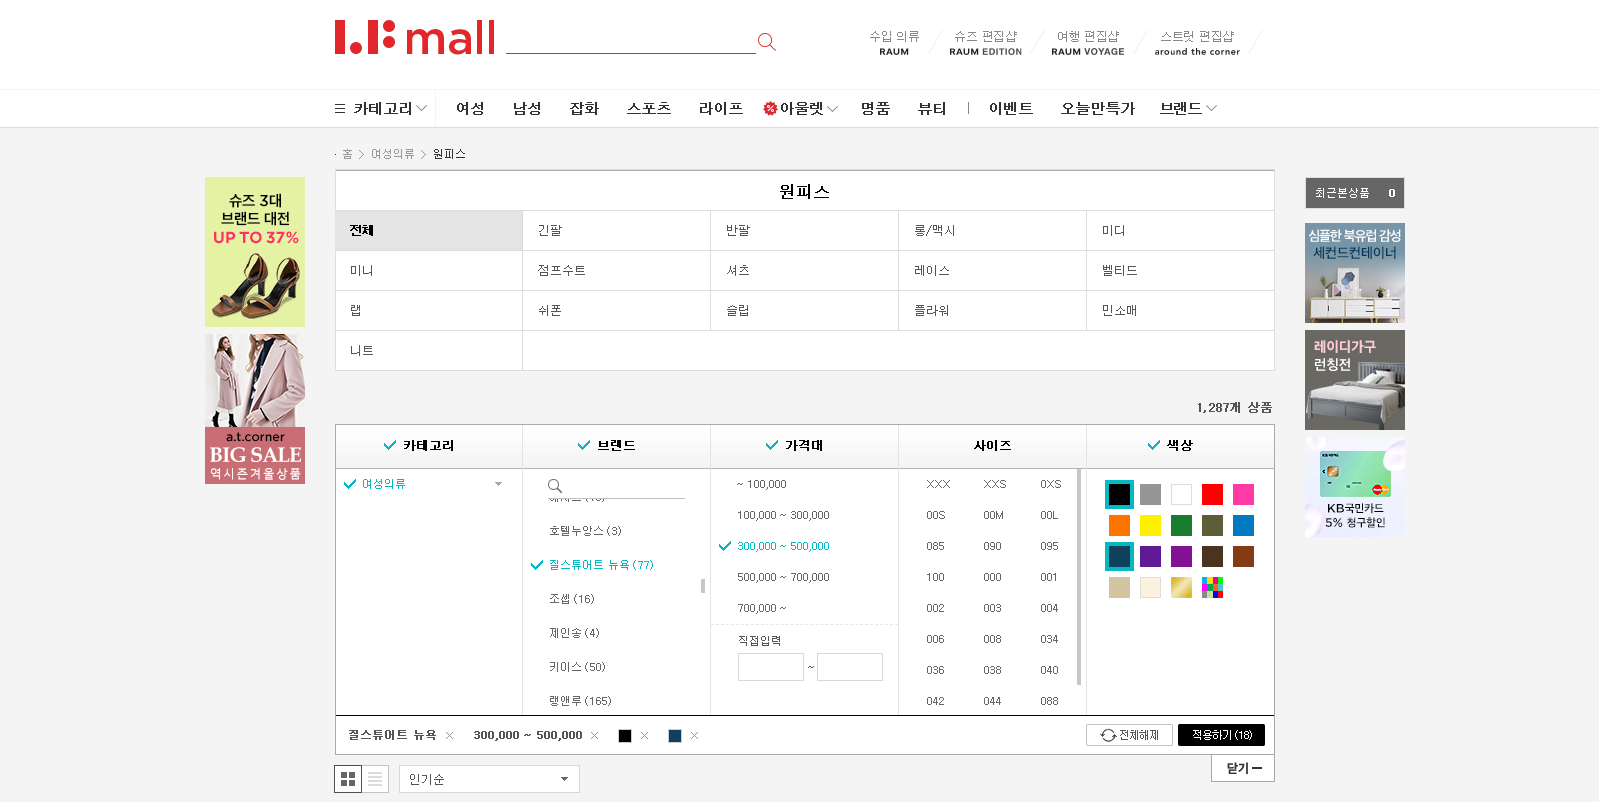 LF mall
수입 의류 슈즈 편집샵 여행 편집샵 스트릿 편집샵
RAUM RAUM EDITION RAUM VOYAGE around the corner
카테고리 여성 남성 잡화 스포츠 라이프 % 아울렛 명품 뷰티 | 이벤트 오늘만특가 브랜드
홈 > 여성의류 > 원피스
슈즈 3대
브랜드 대전
UP TO 37%
a.t.corner
BIG SALE
역시즌겨울상품
원피스
전체 긴팔 반팔 롱/맥시 미디
미니 점프수트 셔츠 레이스 벨티드
랩 쉬폰 슬립 플라워 민소매
니트
최근본상품 0
심플한 북유럽 감성
세컨드컨테이너
레이디가구
런칭전
KB국민카드
5% 청구할인
1,287개 상품
카테고리 브랜드 가격대 사이즈 색상
여성의류
호텔누앙스 (3)
질스튜어트 뉴욕 (77)
조셉 (16)
제인송 (4)
키이스 (50)
랭앤루 (165)
~ 100,000
100,000 ~ 300,000
300,000 ~ 500,000
500,000 ~ 700,000
700,000 ~
직접입력
~
XXX XXS 0XS
00S 00M 00L
085 090 095
100 000 001
002 003 004
006 008 034
036 038 040
042 044 088
질스튜어트 뉴욕 × 300,000 ~ 500,000 × × ×
전체해제 적용하기 (18)
닫기 −
인기순